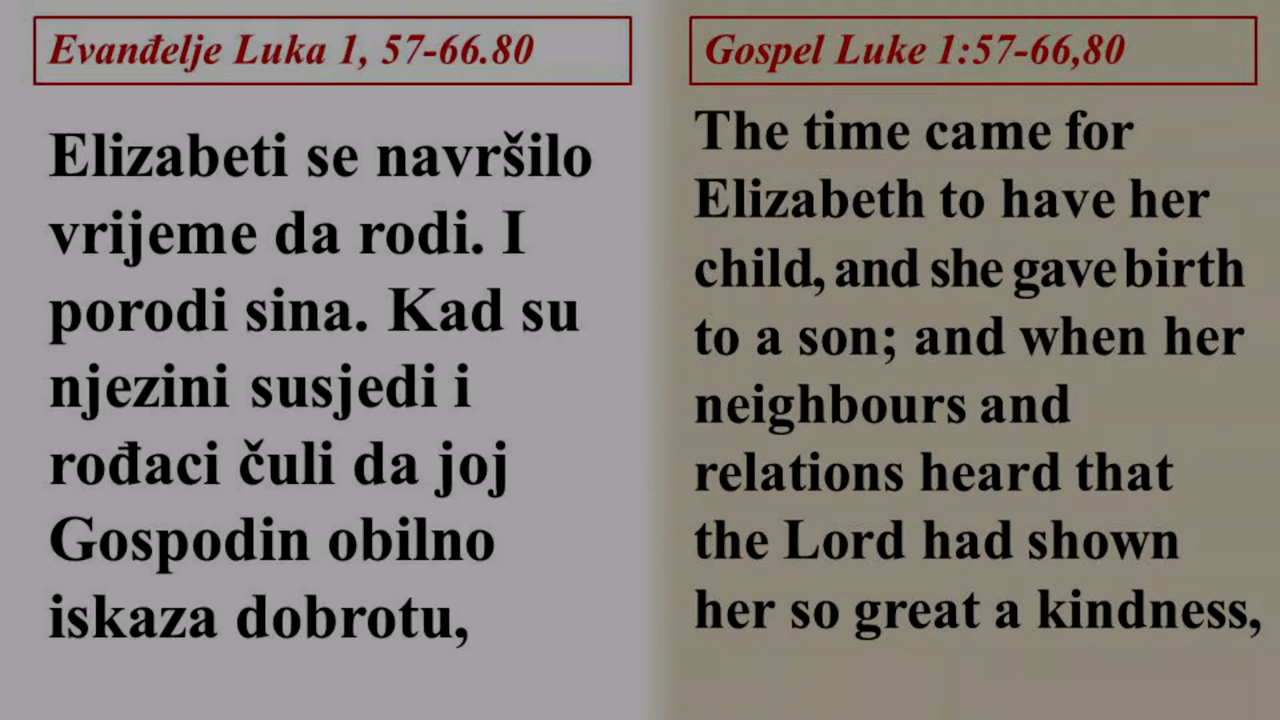 Evanđelje Luka 1, 57-66.80
Elizabeti se navršilo
vrijeme da rodi. I
porodi sina. Kad su
njezini susjedi i
rođaci čuli da joj
Gospodin obilno
iskaza dobrotu,
Gospel Luke 1:57-66,80
The time came for
Elizabeth to have her
child, and she gave birth
to a son; and when her
neighbours and
relations heard that
the Lord had shown
her so great a kindness,